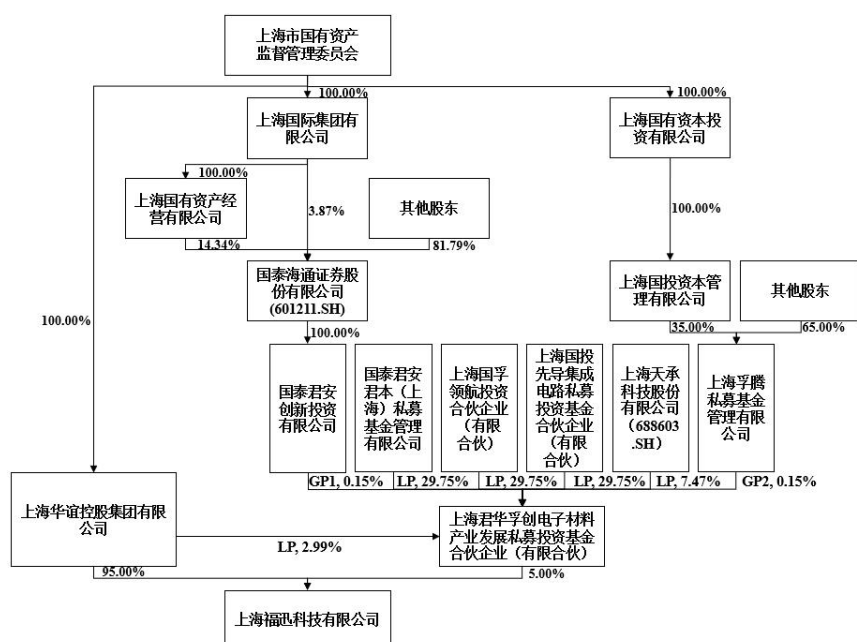 上海市国有资产
监督管理委员会
100.00%
100.00%
上海国际集团有
限公司
上海国有资本投
资有限公司
100.00%
上海国有资产经
营有限公司
3.87%
其他股东
100.00%
14.34%
81.79%
国泰海通证券股
份有限公司
(601211.SH)
上海国投资本管
理有限公司
其他股东
100.00%
100.00%
35.00%
65.00%
国泰君安
创新投资
有限公司
国泰君安
君本（上
海）私募
基金管理
有限公司
上海国孚
领航投资
合伙企业
（有限合
伙）
上海国投
先导集成
电路私募
投资基金
合伙企业
（有限
合伙）
上海天承
科技股份
有限公司
（688603
.SH）
上海孚腾
私募基金
管理有限
公司
GP1, 0.15%
LP, 29.75%
LP, 29.75%
LP, 29.75%
LP, 7.47%
GP2, 0.15%
上海华谊控股集团有限
公司
LP, 2.99%
上海君华孚创电子材料
产业发展私募投资基金
合伙企业（有限合伙）
95.00%
5.00%
上海福迅科技有限公司